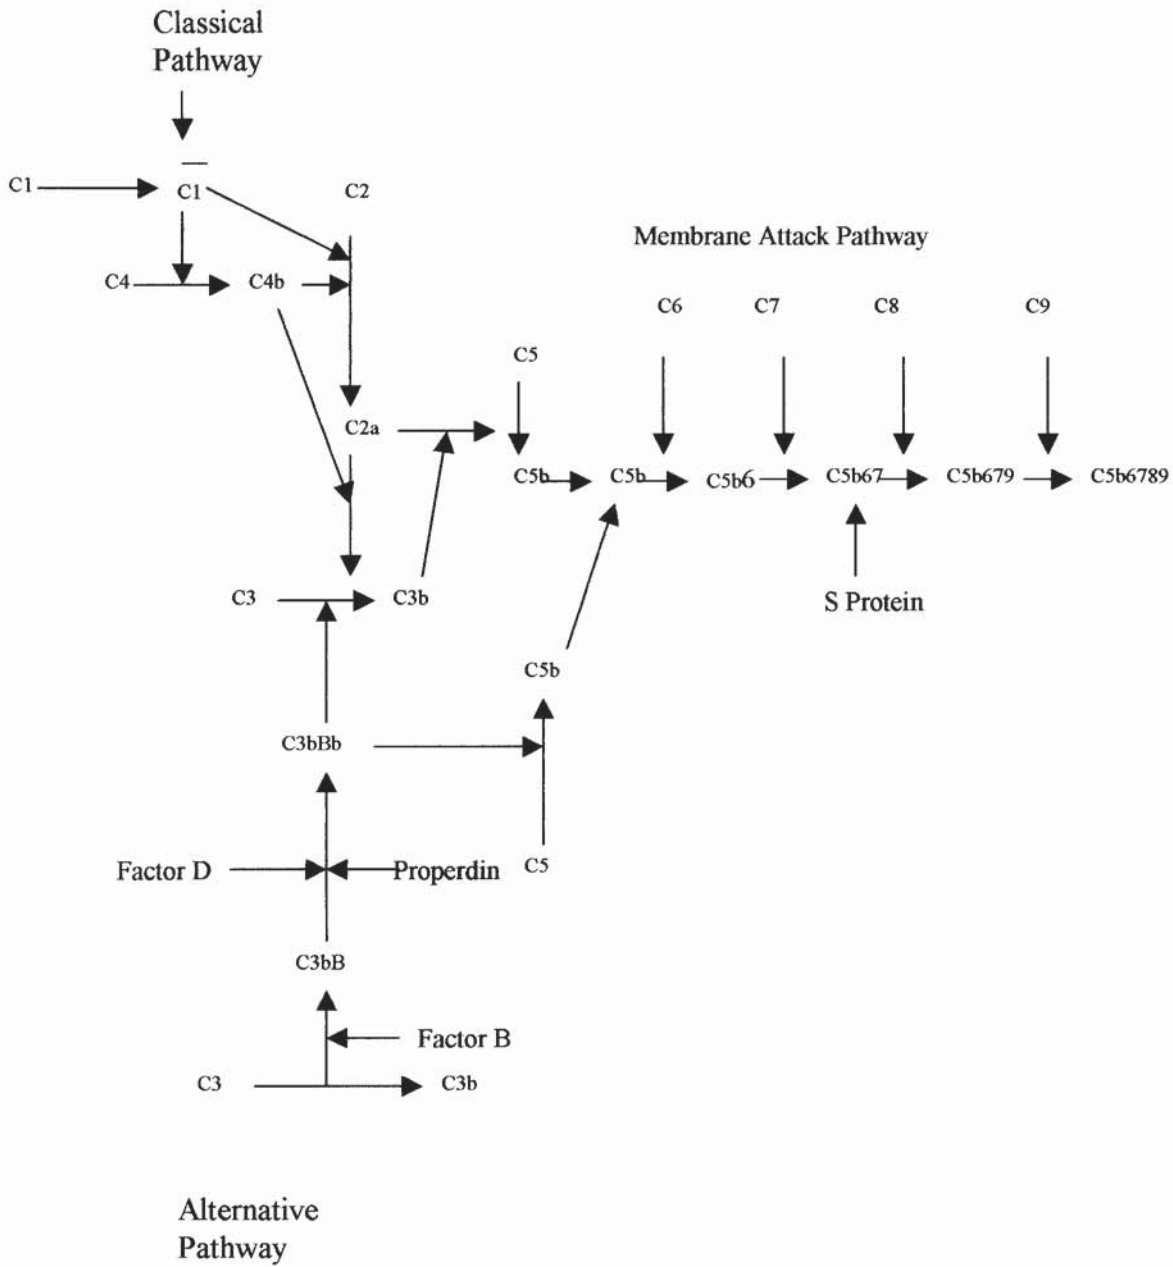 Classical
Pathway
C1
C1
C2
Membrane Attack Pathway
C4
C4b
C6
C7
C8
C9
C5
C2a
C5b
C5b
C5b6
C5b67
C5b679
C5b6789
C3
C3b
S Protein
C5b
C3bBb
Factor D
Properdin
C5
C3bB
Factor B
C3
C3b
Alternative
Pathway